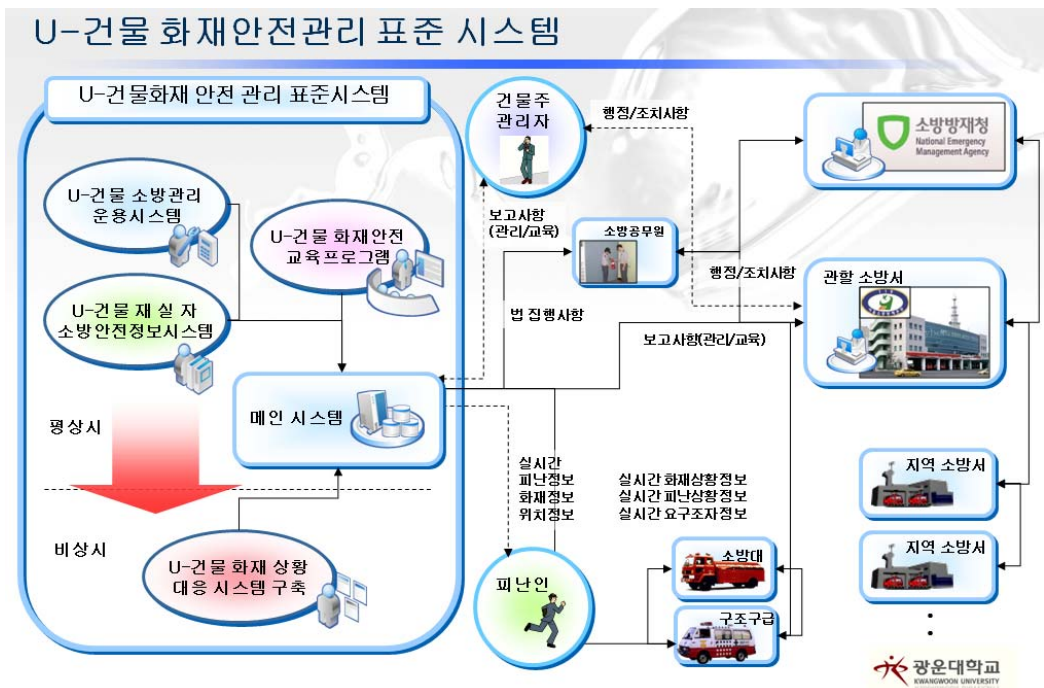 U-건물 화재안전관리 표준 시스템
U-건물화재 안전 관리 표준시스템
U-건물 소방관리
운용시스템
U-건물 화재안전
교육프로그램
U-건물 재 실 자
소방안전정보시스템
메인 시스템
평상시
비상시
U-건물 화재 상황
대응 시스템 구축
건물주
관리자
행정/조치사항
보고사항
(관리/교육)
소방공무원
행정/조치사항
법 집행사항
보고사항(관리/교육)
소방방재청
National Emergency
Management Agency
관할 소방서
지역 소방서
지역 소방서
실시간
피난정보
화재정보
위치정보
실시간 화재상황정보
실시간 피난상황정보
실시간 요구조자정보
피난인
소방대
구조구급
광운대학교
KWANGWOON UNIVERSITY